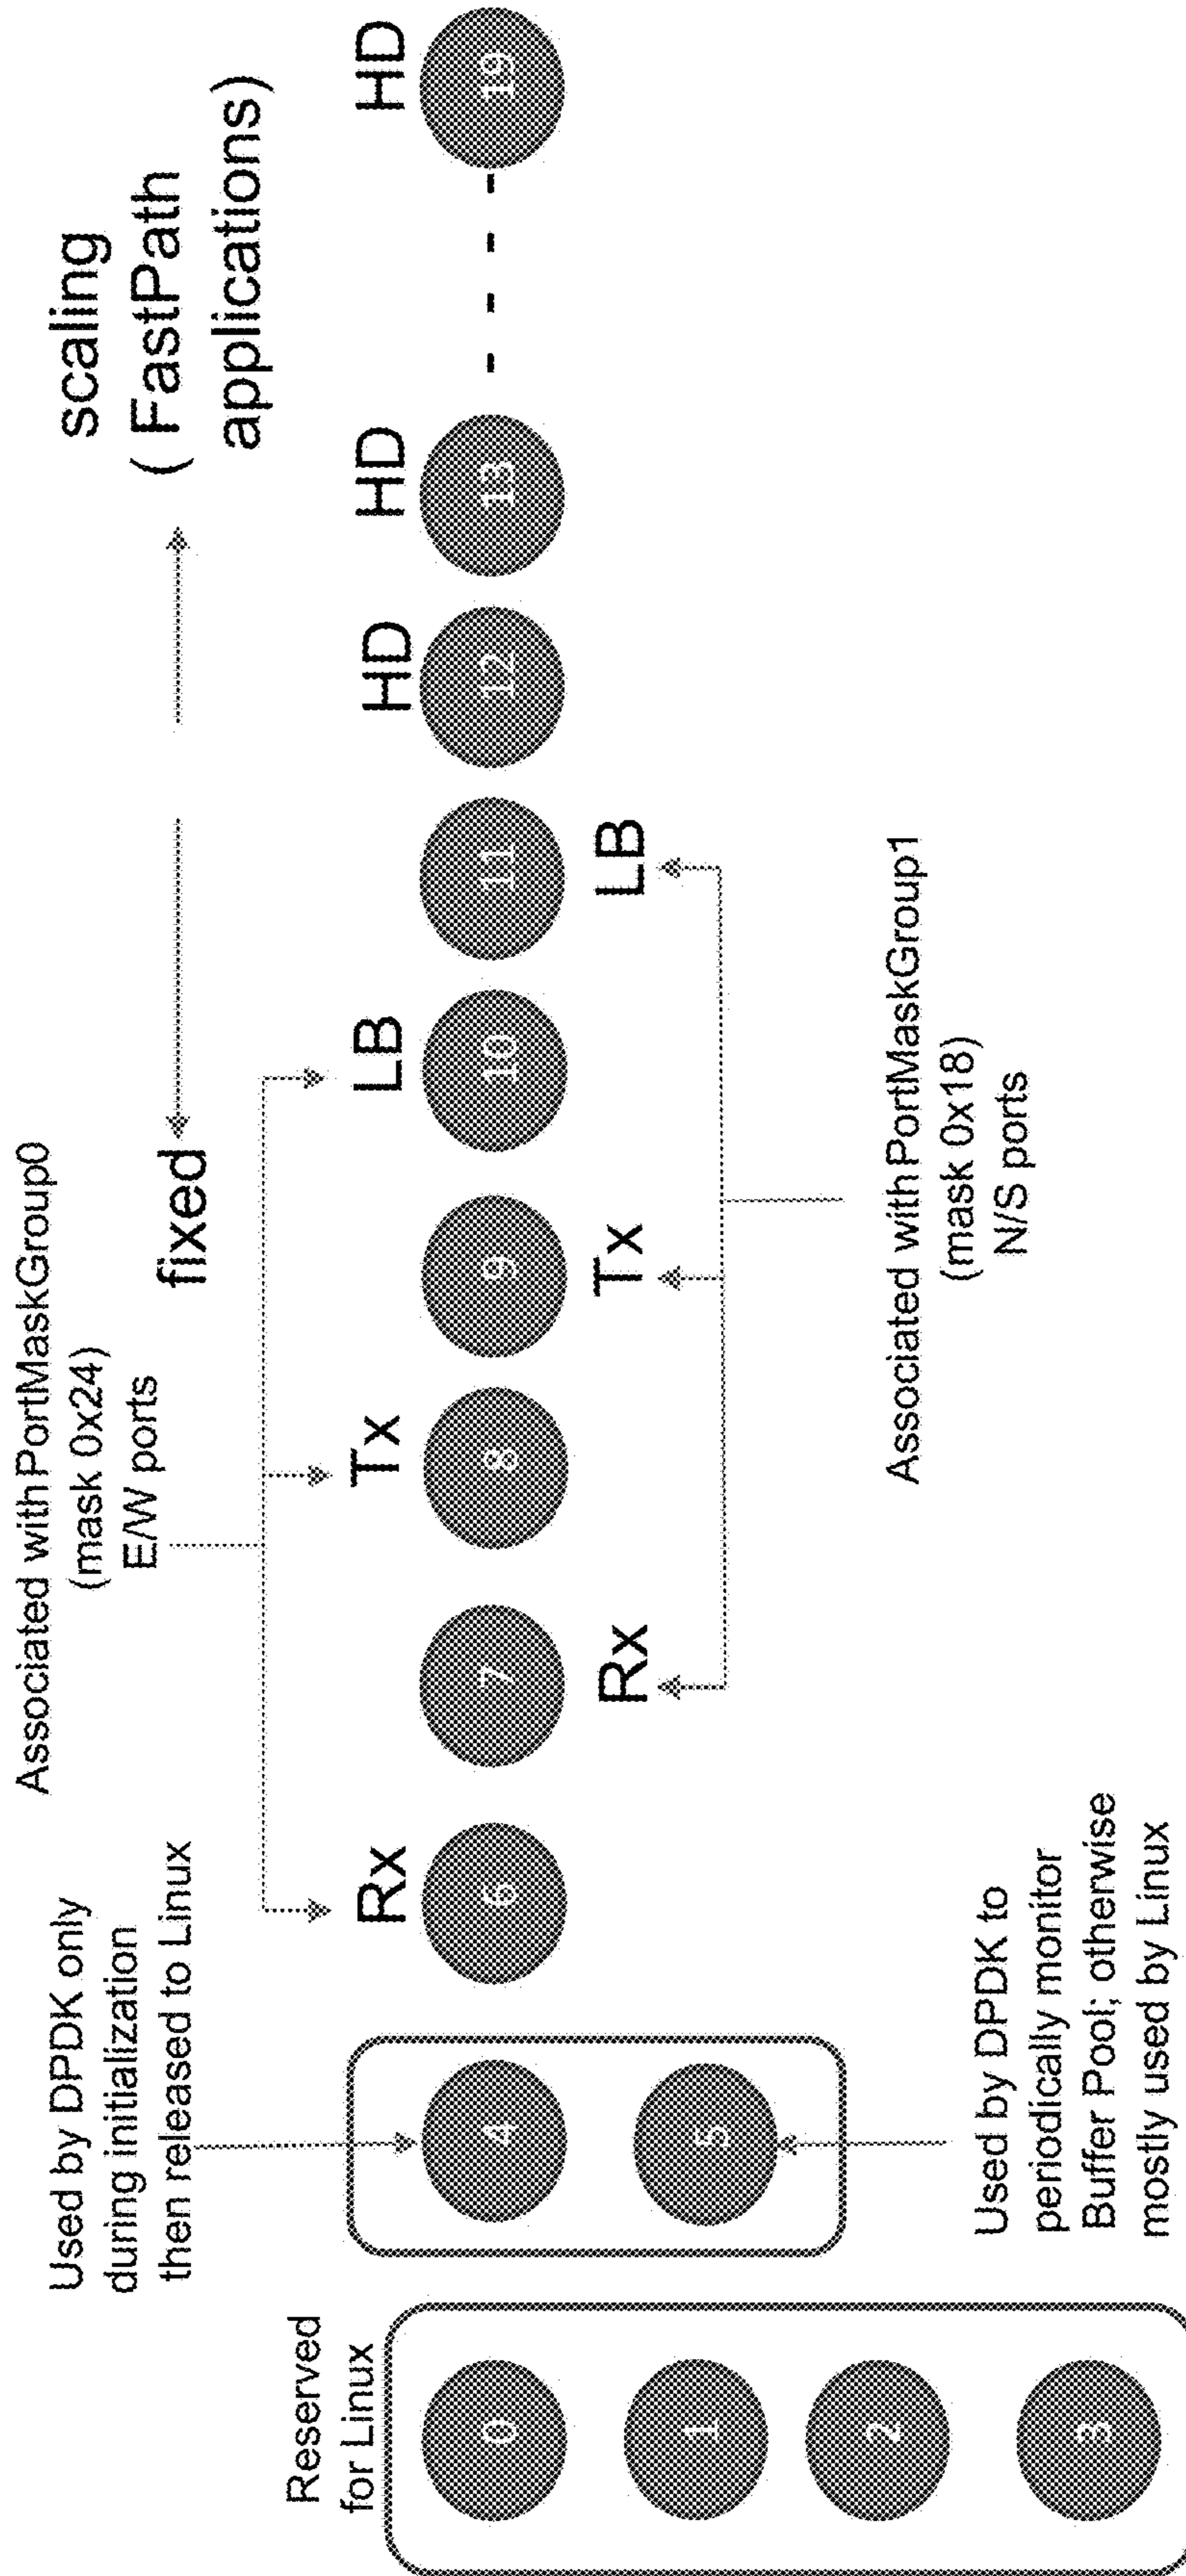 Reserved
for Linux
0
1
2
3
Used by DPDK only
during initialization
then released to Linux
4
5
Used by DPDK to
periodically monitor
Buffer Pool; otherwise
mostly used by Linux
Associated with PortMaskGroup0
(mask 0x24)
E/W ports
fixed
scaling
( FastPath
applications)
Rx
Tx
LB
HD
HD
HD
6
7
8
9
10
11
12
13
19
Rx
Tx
LB
Associated with PortMaskGroup1
(mask 0x18)
N/S ports